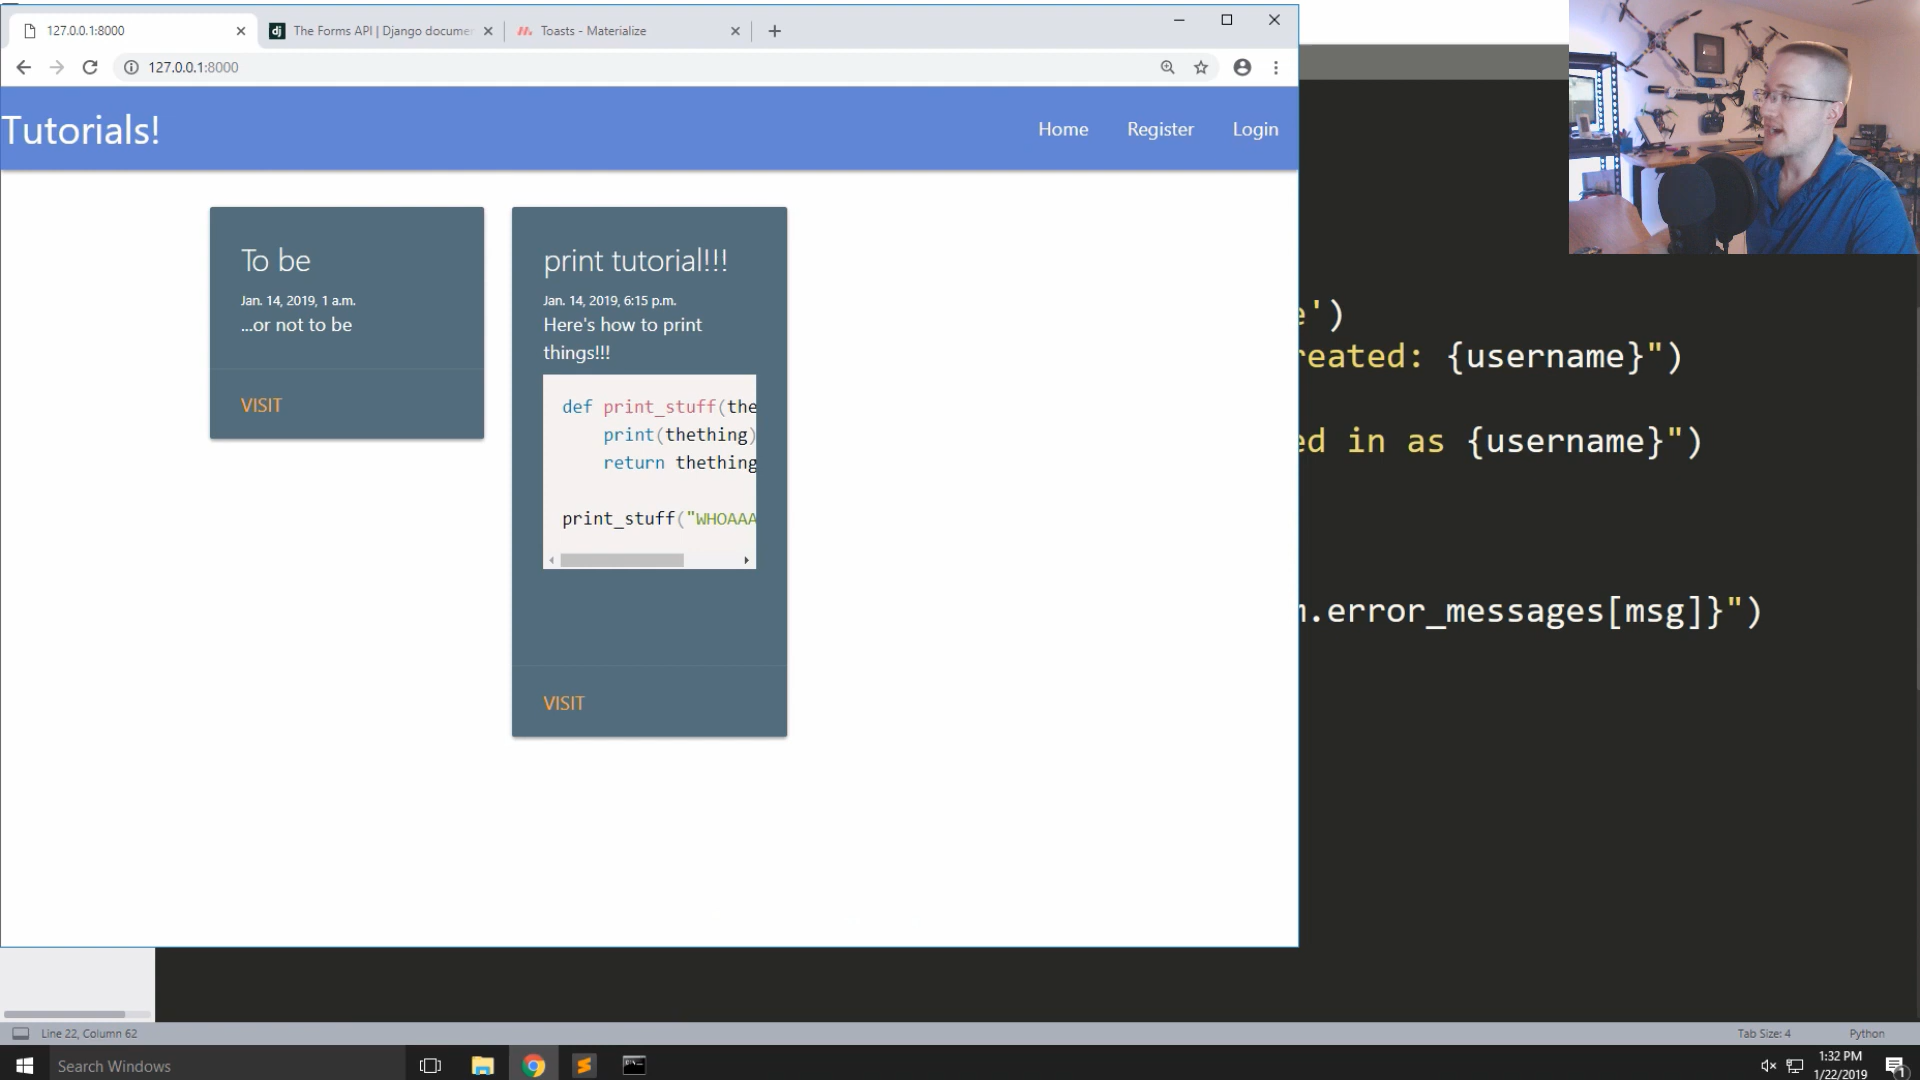 127.0.0.1:8000
The Forms API | Django docume
Toasts - Materialize
127.0.0.1:8000
Tutorials!
Home
Register
Login
To be
Jan. 14, 2019, 1 a.m.
...or not to be
VISIT
print tutorial!!!
Jan. 14, 2019, 6:15 p.m.
Here's how to print
things!!!
def print_stuff(the
print(thething)
return thething
print_stuff("WHOAAA
VISIT
e')
reated: {username}")
ed in as {username}")
.error_messages[msg]}")
Line 22, Column 62
Tab Size: 4
Python
Search Windows
1:32 PM
1/22/2019
1